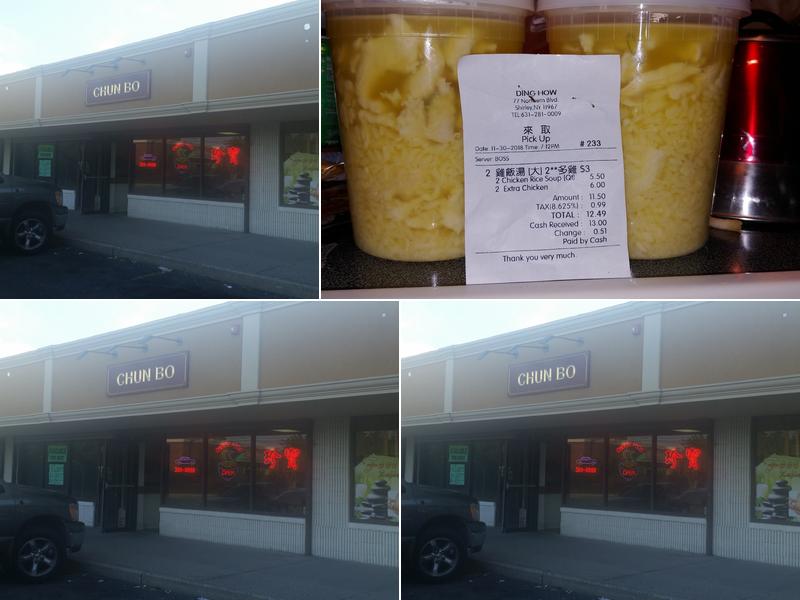 CHUN BO
OPEN
DING HOW
77 Northern Blvd.
Shirley, NY 11967
TEL:631-281-0009
來 取
Pick Up
Date: 11-30-2018 Time: / 12PM # 233
Server: BOSS
2 雞飯湯 [大] 2**多雞 $3
2 Chicken Rice Soup (Qt) 5.50
2 Extra Chicken 6.00
Amount : 11.50
TAX(8.625%) : 0.99
TOTAL : 12.49
Cash Received : 13.00
Change : 0.51
Paid by Cash
Thank you very much
CHUN BO
OPEN
CHUN BO
OPEN